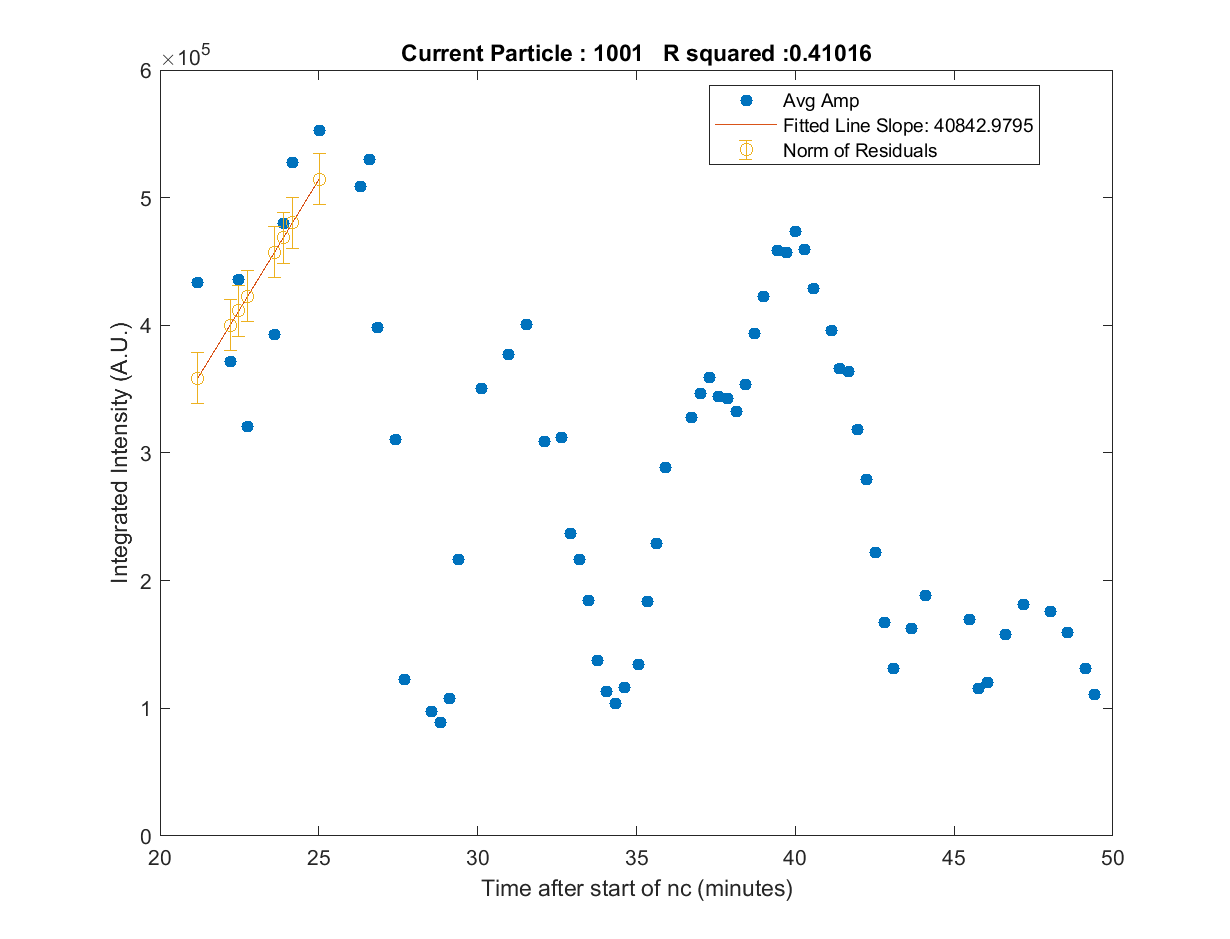 Current Particle : 1001   R squared :0.41016
×10^5
6
5
4
3
2
1
0
Integrated Intensity (A.U.)
Avg Amp
Fitted Line Slope: 40842.9795
Norm of Residuals
20 25 30 35 40 45 50
Time after start of nc (minutes)